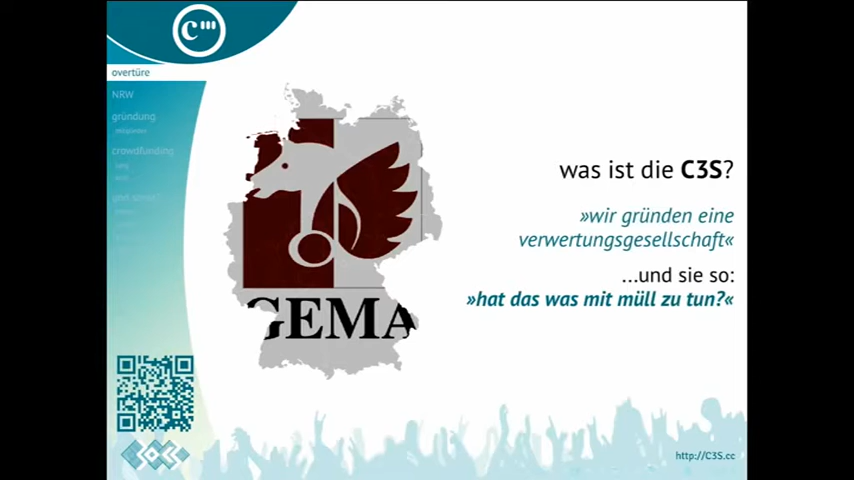 overtüre
NRW
gründung
mitglieder
crowdfunding
GEMA
was ist die C3S?
»wir gründen eine
verwertungsgesellschaft«
...und sie so:
»hat das was mit müll zu tun?«
http://C3S.cc